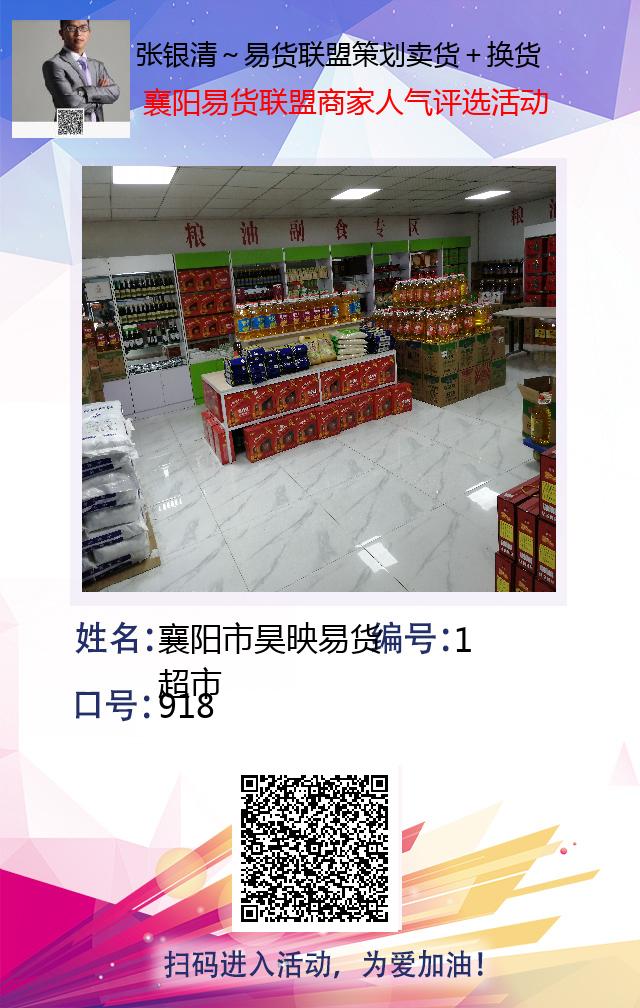 张银清～易货联盟策划卖货＋换货
襄阳易货联盟商家人气评选活动
粮油副食专区
粮油
姓名:襄阳市昊映易货超市
编号:1
口号:918
扫码进入活动，为爱加油!